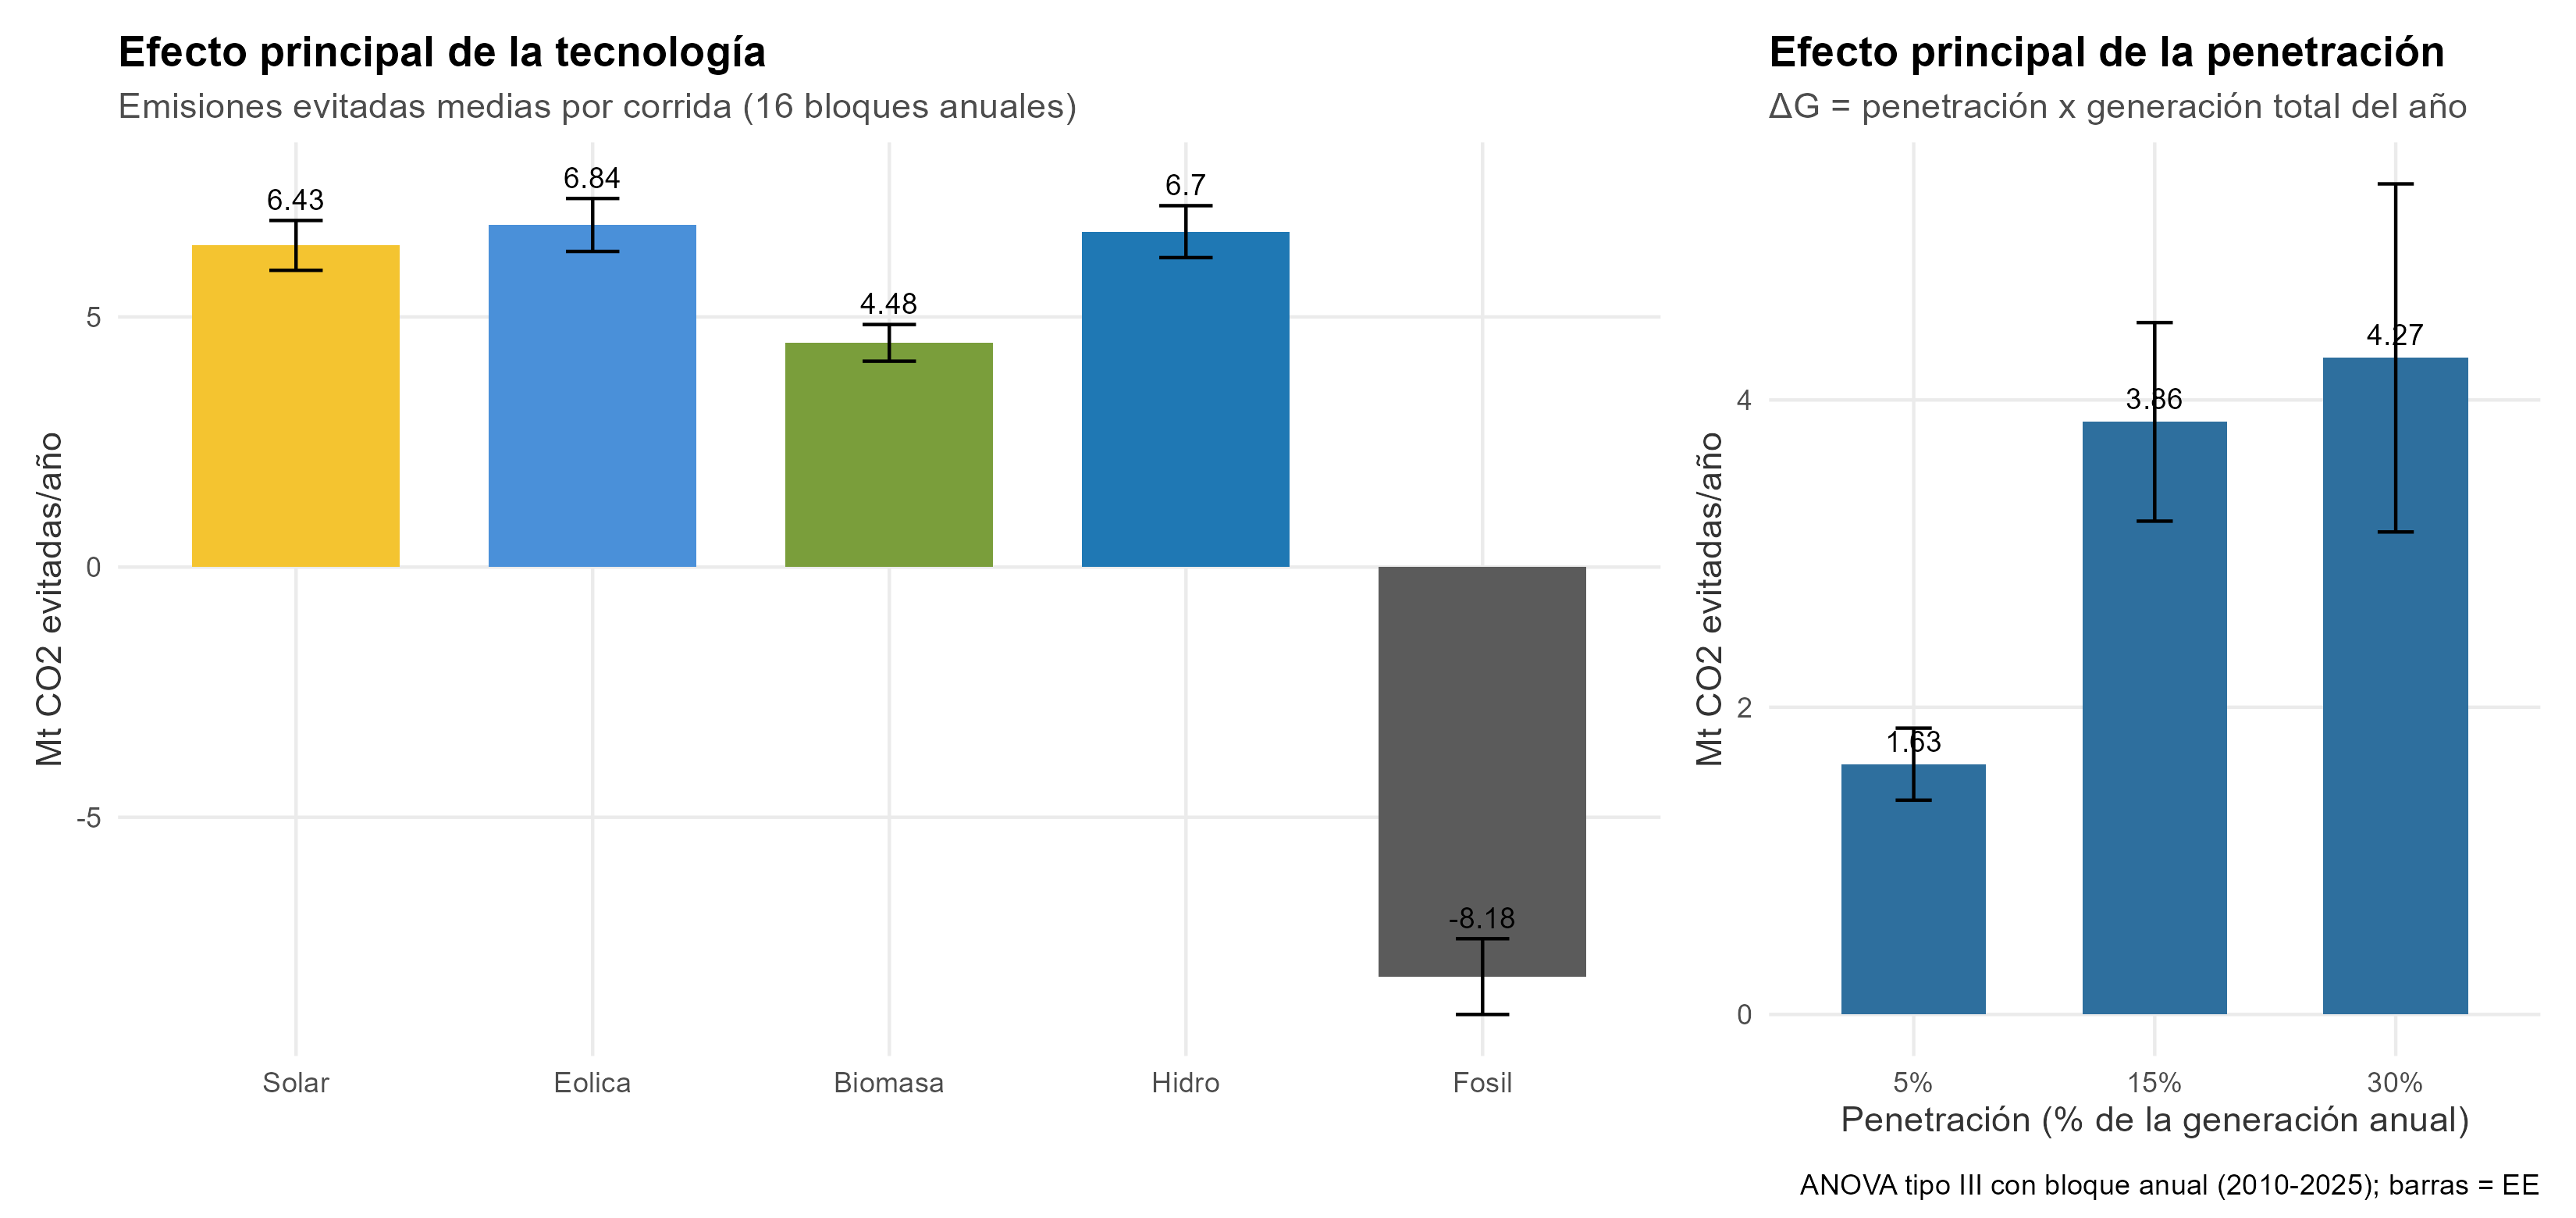 Efecto principal de la tecnología
Emisiones evitadas medias por corrida (16 bloques anuales)
Mt CO2 evitadas/año
5
0
-5
6.43
6.84
4.48
6.7
-8.18
Solar
Eolica
Biomasa
Hidro
Fosil
Efecto principal de la penetración
ΔG = penetración x generación total del año
Mt CO2 evitadas/año
4
2
0
1.63
3.86
4.27
5%
15%
30%
Penetración (% de la generación anual)
ANOVA tipo III con bloque anual (2010-2025); barras = EE